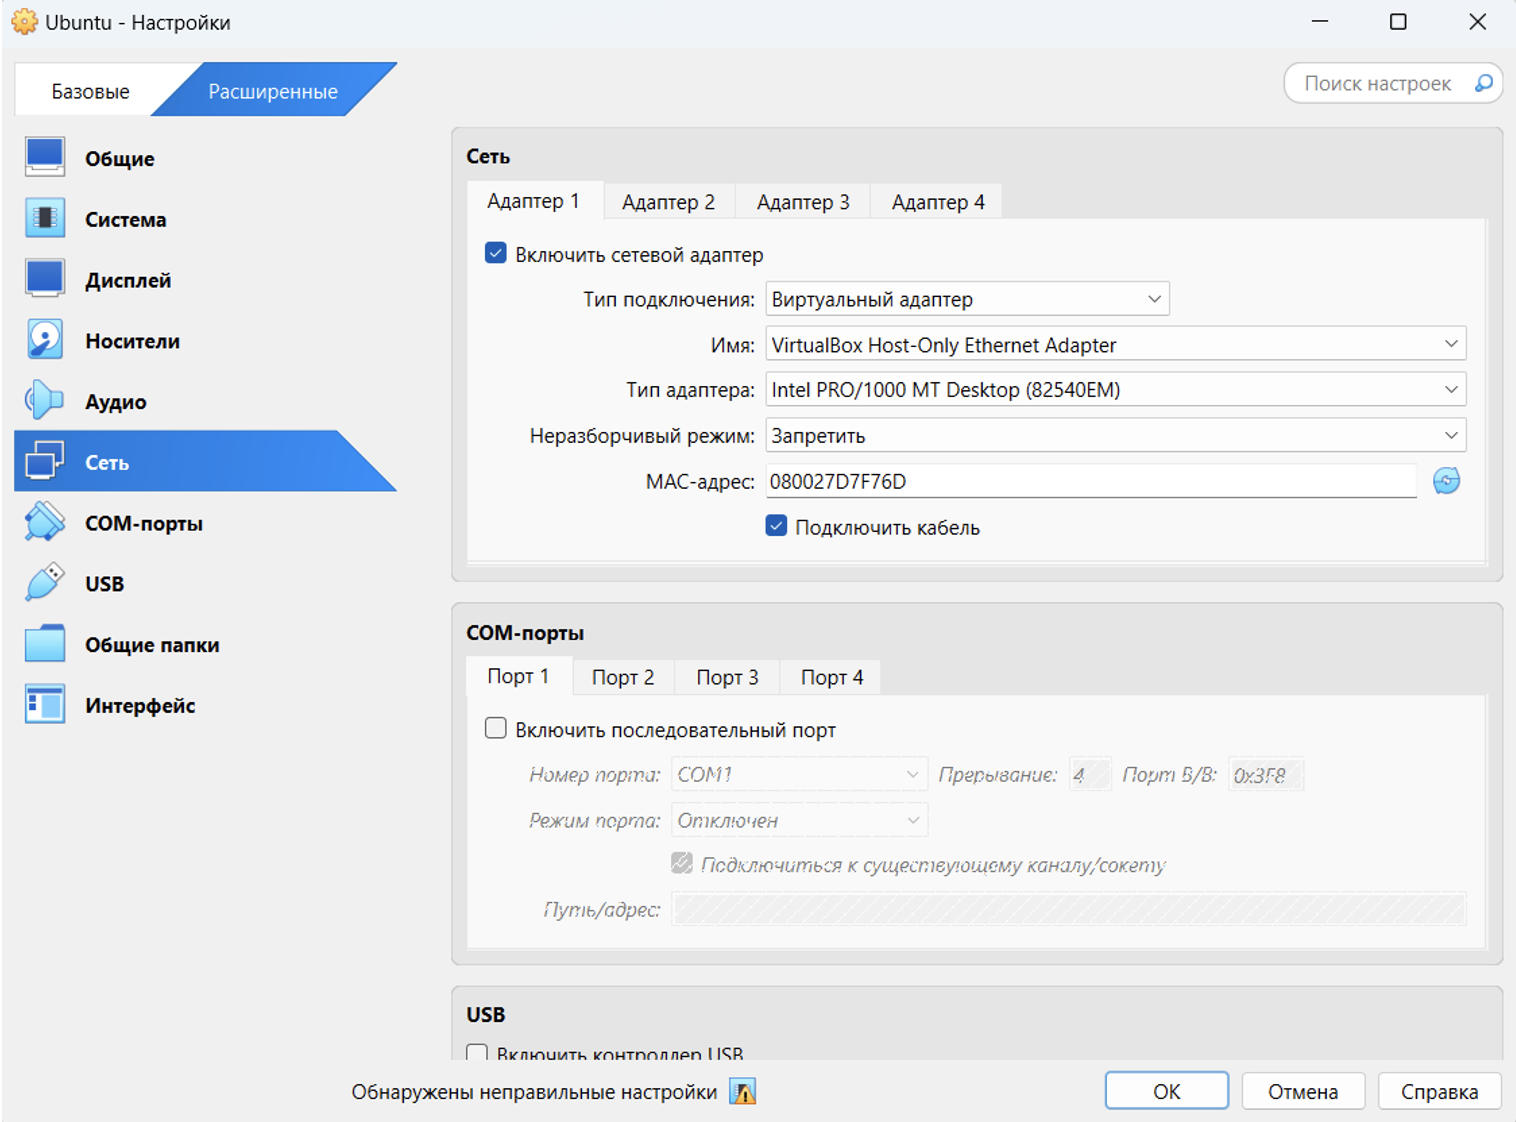 Ubuntu - Настройки
Базовые
Расширенные
Поиск настроек
Общие
Система
Дисплей
Носители
Аудио
Сеть
COM-порты
USB
Общие папки
Интерфейс
Сеть
Адаптер 1
Адаптер 2
Адаптер 3
Адаптер 4
Включить сетевой адаптер
Тип подключения: Виртуальный адаптер
Имя: VirtualBox Host-Only Ethernet Adapter
Тип адаптера: Intel PRO/1000 MT Desktop (82540EM)
Неразборчивый режим: Запретить
MAC-адрес: 080027D7F76D
Подключить кабель
COM-порты
Порт 1
Порт 2
Порт 3
Порт 4
Включить последовательный порт
Номер порта: COM1 Прерывание: 4 Порт В/В: 0x3F8
Режим порта: Отключен
Подключиться к существующему каналу/сокету
Путь/адрес:
USB
Включить контроллер USB
Обнаружены неправильные настройки
OK
Отмена
Справка